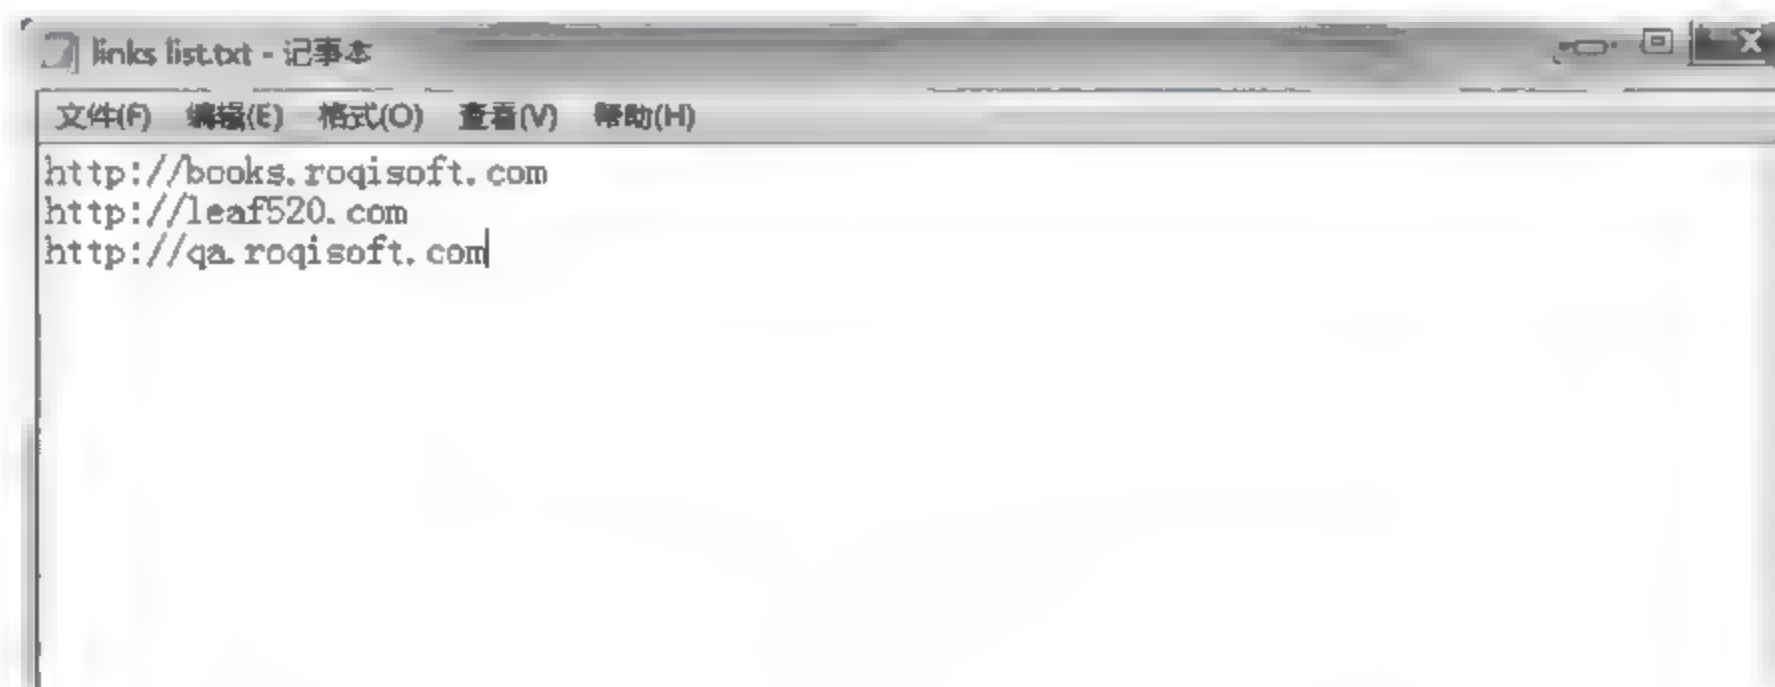 links list.txt - 记事本
文件(F) 编辑(E) 格式(O) 查看(V) 帮助(H)
http://books.roqisoft.com
http://leaf520.com
http://qa.roqisoft.com